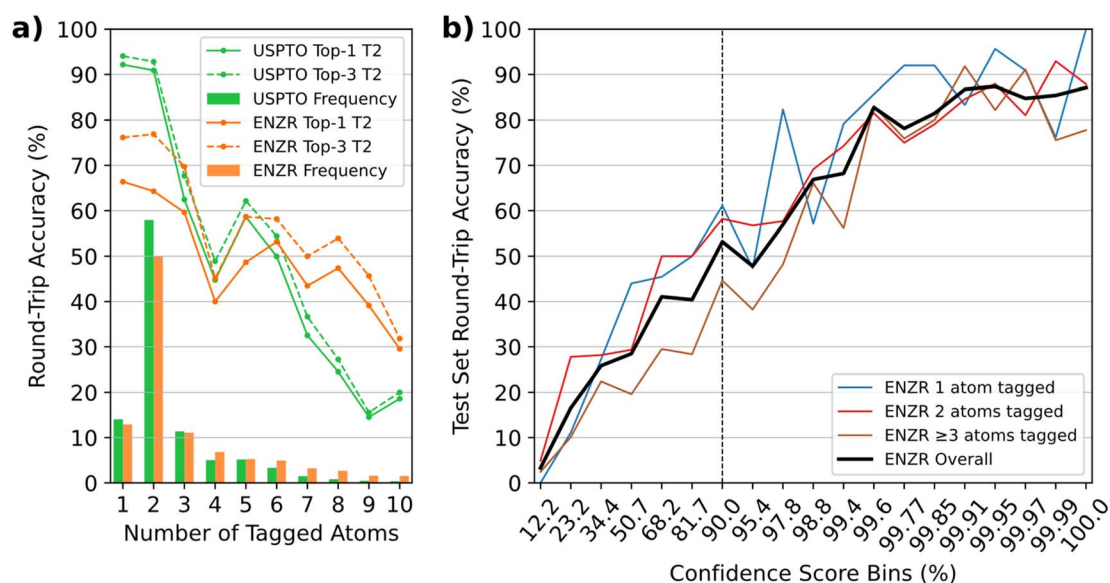 a)
Round-Trip Accuracy (%)
100
90
80
70
60
50
40
30
20
10
0
USPTO Top-1 T2
USPTO Top-3 T2
USPTO Frequency
ENZR Top-1 T2
ENZR Top-3 T2
ENZR Frequency
1 2 3 4 5 6 7 8 9 10
Number of Tagged Atoms
b)
Test Set Round-Trip Accuracy (%)
100
90
80
70
60
50
40
30
20
10
0
ENZR 1 atom tagged
ENZR 2 atoms tagged
ENZR ≥3 atoms tagged
ENZR Overall
12.2 23.2 34.4 50.7 68.2 81.7 90.0 95.4 97.8 98.8 99.4 99.6 99.77 99.85 99.91 99.95 99.97 99.99 100.0
Confidence Score Bins (%)